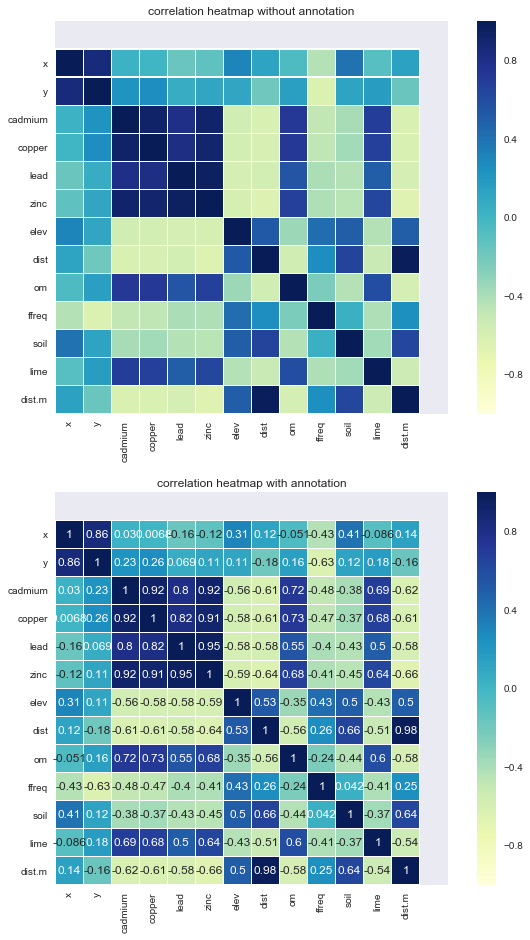 correlation heatmap without annotation
x
y
cadmium
copper
lead
zinc
elev
dist
om
ffreq
soil
lime
dist.m
x y cadmium copper lead zinc elev dist om ffreq soil lime dist.m
0.8
0.4
0.0
−0.4
−0.8
correlation heatmap with annotation
x 1 0.86 0.03 0.0068 -0.16 -0.12 0.31 0.12 -0.051 -0.43 0.41 -0.086 0.14
y 0.86 1 0.23 0.26 0.069 0.11 0.11 -0.18 0.16 -0.63 0.12 0.18 -0.16
cadmium 0.03 0.23 1 0.92 0.8 0.92 -0.56 -0.61 0.72 -0.48 -0.38 0.69 -0.62
copper 0.0068 0.26 0.92 1 0.82 0.91 -0.58 -0.61 0.73 -0.47 -0.37 0.68 -0.61
lead -0.16 0.069 0.8 0.82 1 0.95 -0.58 -0.58 0.55 -0.4 -0.43 0.5 -0.58
zinc -0.12 0.11 0.92 0.91 0.95 1 -0.59 -0.64 0.68 -0.41 -0.45 0.64 -0.66
elev 0.31 0.11 -0.56 -0.58 -0.58 -0.59 1 0.53 -0.35 0.43 0.5 -0.43 0.5
dist 0.12 -0.18 -0.61 -0.61 -0.58 -0.64 0.53 1 -0.56 0.26 0.66 -0.51 0.98
om -0.051 0.16 0.72 0.73 0.55 0.68 -0.35 -0.56 1 -0.24 -0.44 0.6 -0.58
ffreq -0.43 -0.63 -0.48 -0.47 -0.4 -0.41 0.43 0.26 -0.24 1 0.042 -0.41 0.25
soil 0.41 0.12 -0.38 -0.37 -0.43 -0.45 0.5 0.66 -0.44 0.042 1 -0.37 0.64
lime -0.086 0.18 0.69 0.68 0.5 0.64 -0.43 -0.51 0.6 -0.41 -0.37 1 -0.54
dist.m 0.14 -0.16 -0.62 -0.61 -0.58 -0.66 0.5 0.98 -0.58 0.25 0.64 -0.54 1
x y cadmium copper lead zinc elev dist om ffreq soil lime dist.m
0.8
0.4
0.0
−0.4
−0.8